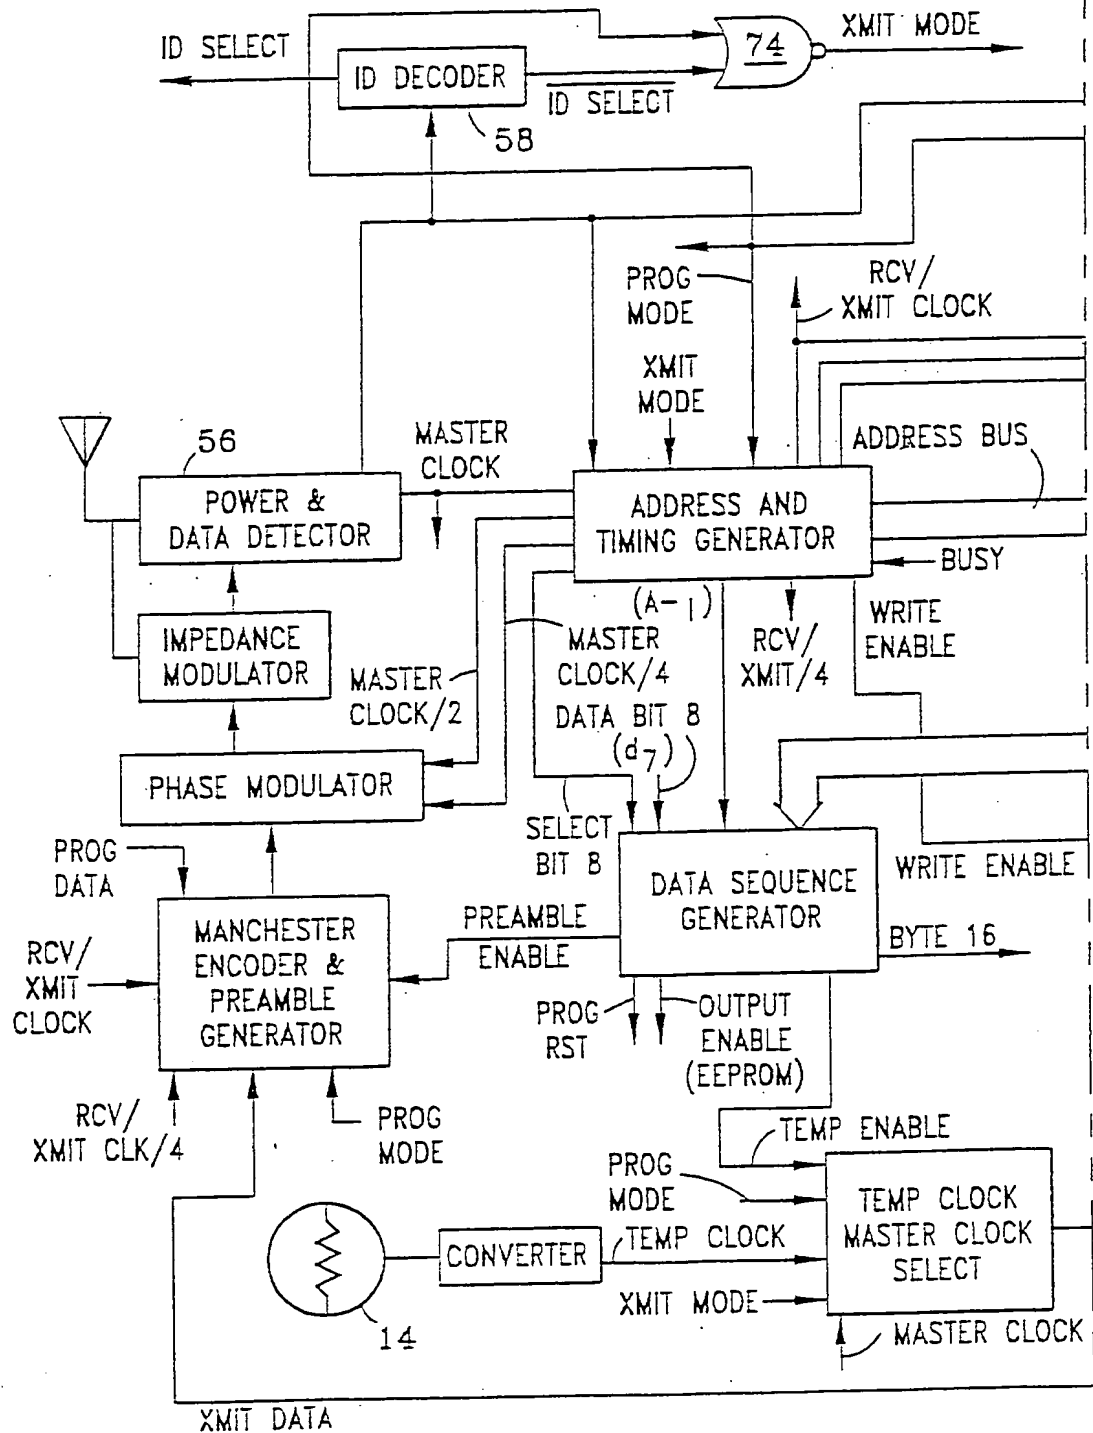 XMIT MODE
74
ID SELECT
ID DECODER
ID SELECT
58
RCV/
XMIT CLOCK
PROG
MODE
XMIT
MODE
ADDRESS BUS
56
MASTER
CLOCK
POWER &
DATA DETECTOR
ADDRESS AND
TIMING GENERATOR
BUSY
(A-1)
IMPEDANCE
MODULATOR
MASTER
CLOCK/2
MASTER
CLOCK/4
RCV/
XMIT/4
WRITE
ENABLE
DATA BIT 8
(d7)
PHASE MODULATOR
SELECT
BIT 8
WRITE ENABLE
PROG
DATA
DATA SEQUENCE
GENERATOR
MANCHESTER
ENCODER &
PREAMBLE
GENERATOR
PREAMBLE
ENABLE
BYTE 16
RCV/
XMIT
CLOCK
PROG
RST
OUTPUT
ENABLE
(EEPROM)
RCV/
XMIT CLK/4
PROG
MODE
TEMP ENABLE
PROG
MODE
TEMP CLOCK
MASTER CLOCK
SELECT
CONVERTER
TEMP CLOCK
XMIT MODE
14
MASTER CLOCK
XMIT DATA